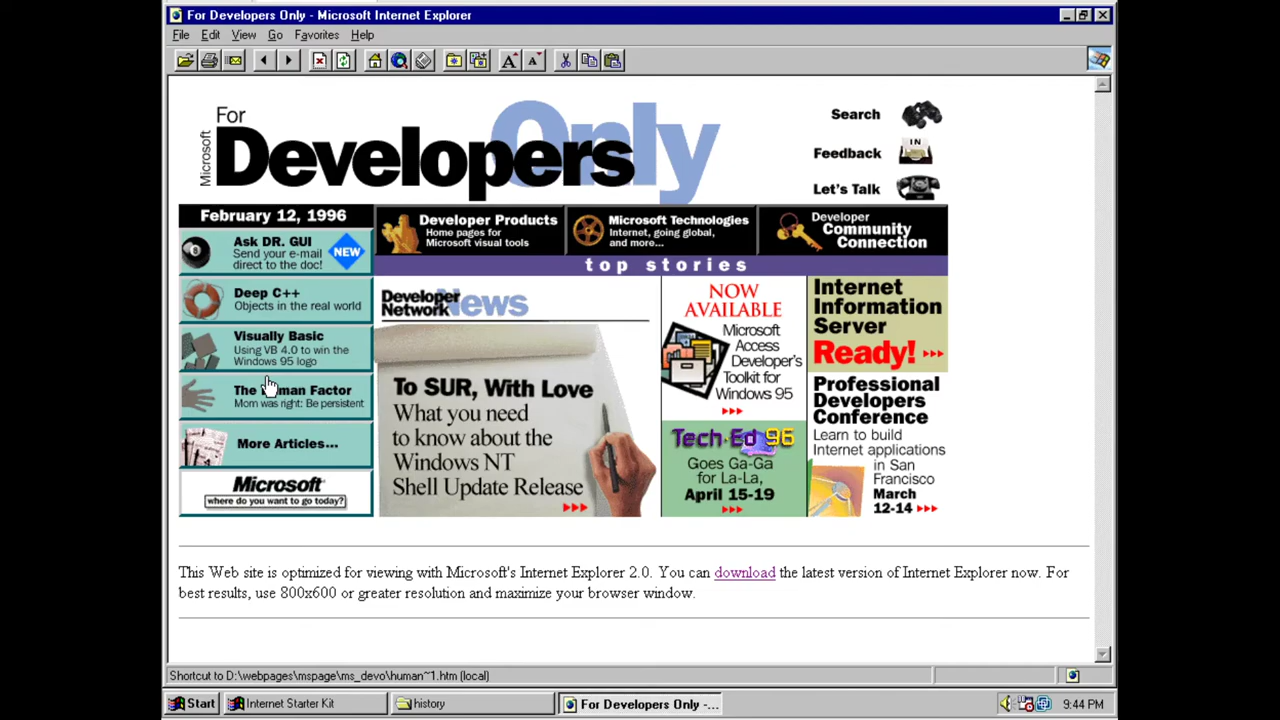 For Developers Only - Microsoft Internet Explorer
File Edit View Go Favorites Help
Microsoft
For
Developers Only
Search
IN
Feedback
Let's Talk
February 12, 1996
Developer Products
Home pages for
Microsoft visual tools
Microsoft Technologies
Internet, going global,
and more...
Developer
Community
Connection
top stories
Ask DR. GUI
Send your e-mail
direct to the doc!
NEW
Deep C++
Objects in the real world
Visually Basic
Using VB 4.0 to win the
Windows 95 logo
The Human Factor
Mom was right: Be persistent
More Articles...
Microsoft
where do you want to go today?
Developer
Network News
To SUR, With Love
What you need
to know about the
Windows NT
Shell Update Release
NOW
AVAILABLE
Microsoft
Access
Developer's
Toolkit for
Windows 95
Tech·Ed 96
Goes Ga-Ga
for La-La,
April 15-19
Internet
Information
Server
Ready!
Professional
Developers
Conference
Learn to build
Internet applications
in San
Francisco
March
12-14
This Web site is optimized for viewing with Microsoft's Internet Explorer 2.0. You can download the latest version of Internet Explorer now. For
best results, use 800x600 or greater resolution and maximize your browser window.
Shortcut to D:\webpages\mspage\ms_devo\human~1.htm (local)
Start
Internet Starter Kit
history
For Developers Only -...
9:44 PM